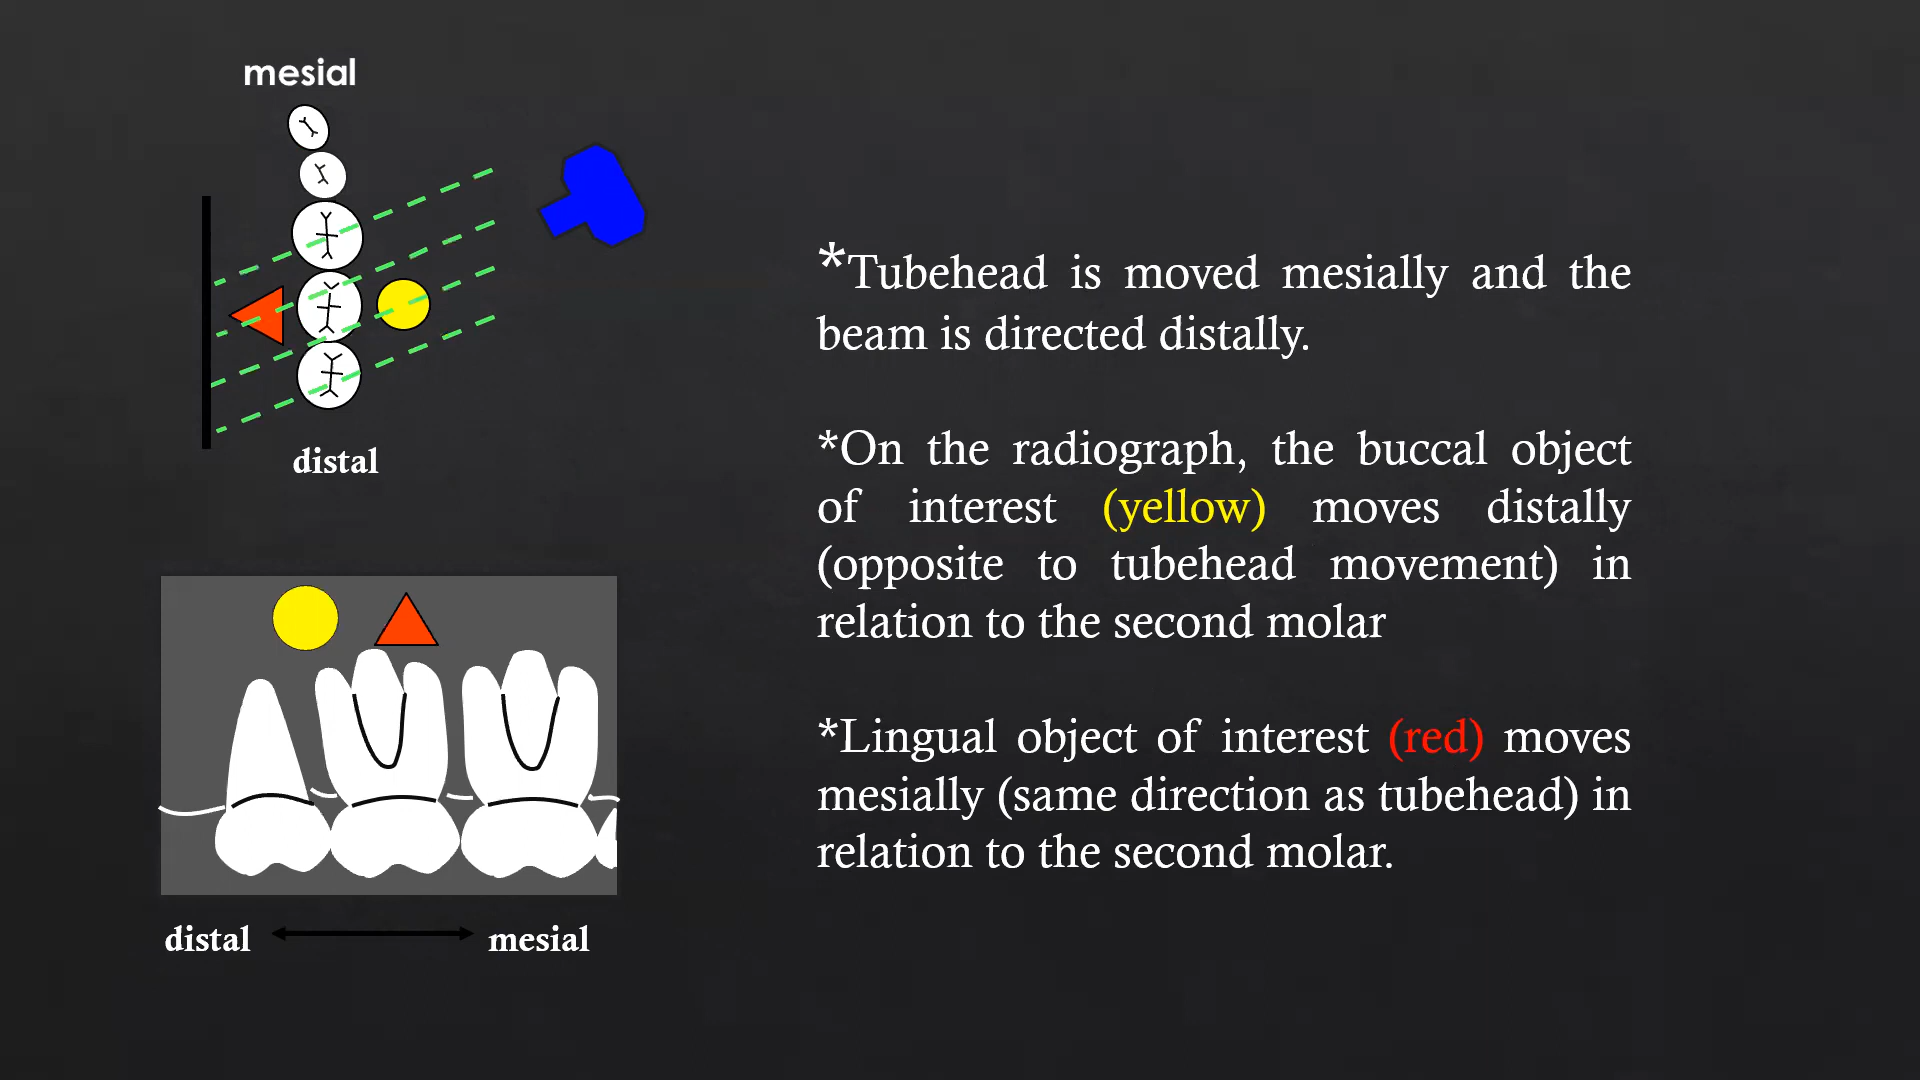 mesial
distal
distal
mesial
*Tubehead is moved mesially and the
beam is directed distally.
*On the radiograph, the buccal object
of interest (yellow) moves distally
(opposite to tubehead movement) in
relation to the second molar
*Lingual object of interest (red) moves
mesially (same direction as tubehead) in
relation to the second molar.